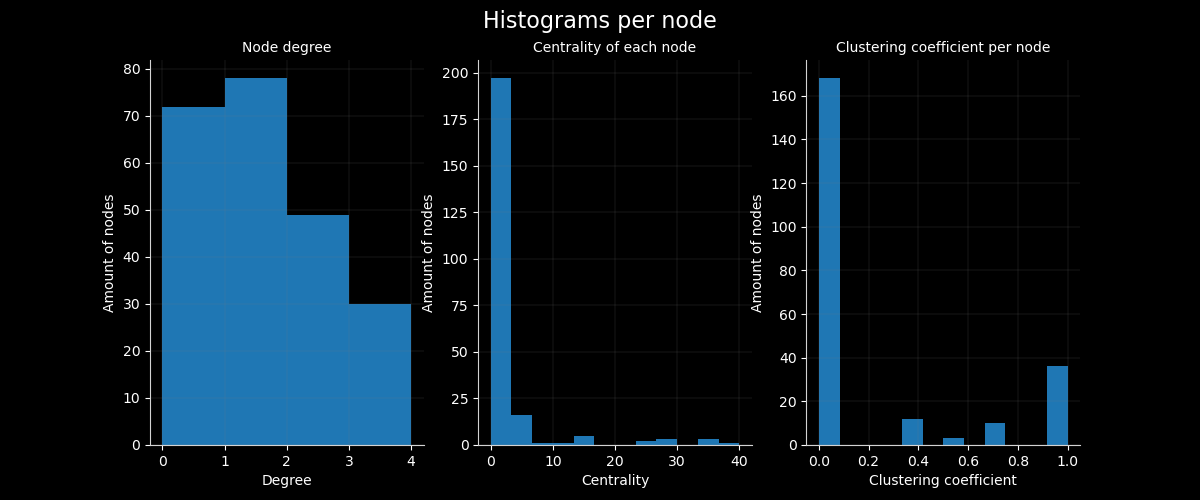 Histograms per node
Node degree
Amount of nodes
80
70
60
50
40
30
20
10
0
0 1 2 3 4
Degree
Centrality of each node
Amount of nodes
200
175
150
125
100
75
50
25
0
0 10 20 30 40
Centrality
Clustering coefficient per node
Amount of nodes
160
140
120
100
80
60
40
20
0
0.0 0.2 0.4 0.6 0.8 1.0
Clustering coefficient